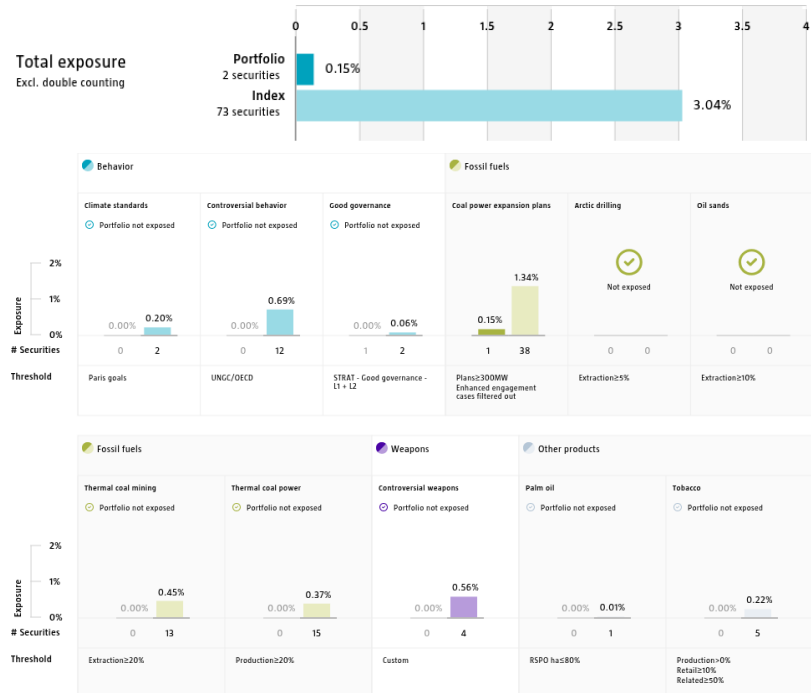 0 0.5 1 1.5 2 2.5 3 3.5 4
Total exposure
Excl. double counting
Portfolio
2 securities
0.15%
Index
73 securities
3.04%
Behavior
Fossil fuels
Climate standards
Controversial behavior
Good governance
Coal power expansion plans
Arctic drilling
Oil sands
Portfolio not exposed
Portfolio not exposed
Portfolio not exposed
Not exposed
Not exposed
Exposure
2%
1%
0%
0.00% 0.20%
0.00% 0.69%
0.00% 0.06%
0.15% 1.34%
# Securities
0 2
0 12
1 2
1 38
0 0
0 0
Threshold
Paris goals
UNGC/OECD
STRAT - Good governance -
L1 + L2
Plans≥300MW
Enhanced engagement
cases filtered out
Extraction≥5%
Extraction≥10%
Fossil fuels
Weapons
Other products
Thermal coal mining
Thermal coal power
Controversial weapons
Palm oil
Tobacco
Portfolio not exposed
Portfolio not exposed
Portfolio not exposed
Portfolio not exposed
Portfolio not exposed
Exposure
2%
1%
0%
0.00% 0.45%
0.00% 0.37%
0.00% 0.56%
0.00% 0.01%
0.00% 0.22%
# Securities
0 13
0 15
0 4
0 1
0 5
Threshold
Extraction≥20%
Production≥20%
Custom
RSPO ha≤80%
Production>0%
Retail≥10%
Related≥50%